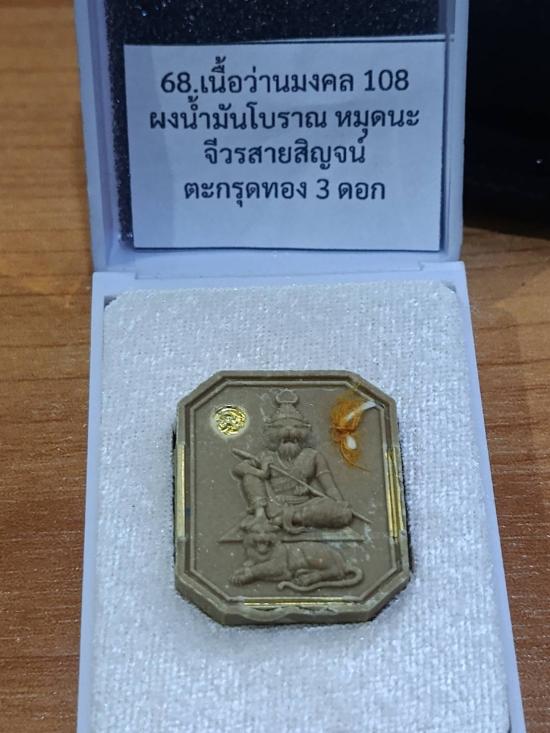 68.เนื้อว่านมงคล 108
ผงน้ำมันโบราณ หมุดนะ
จีวรสายสิญจน์
ตะกรุดทอง 3 ดอก